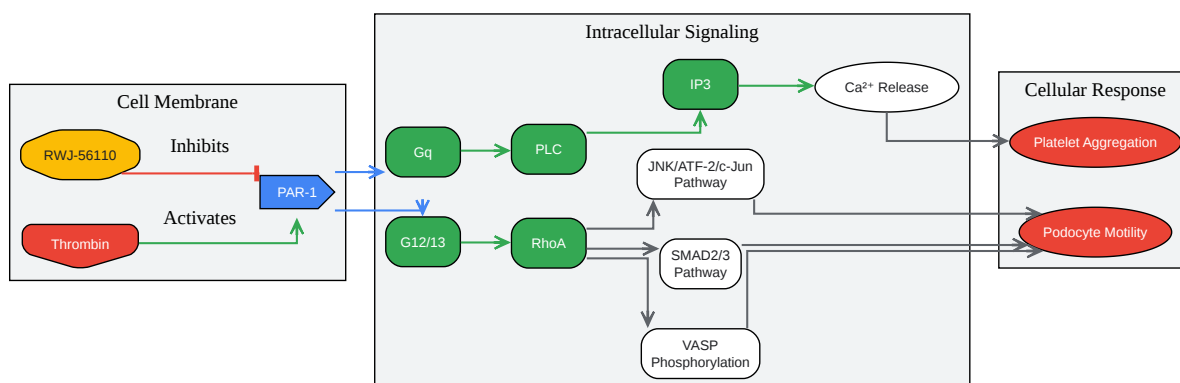 Cell Membrane
RWJ-56110
Inhibits
PAR-1
Activates
Thrombin
Intracellular Signaling
IP3
Ca²⁺ Release
Gq
PLC
JNK/ATF-2/c-Jun
Pathway
G12/13
RhoA
SMAD2/3
Pathway
VASP
Phosphorylation
Cellular Response
Platelet Aggregation
Podocyte Motility